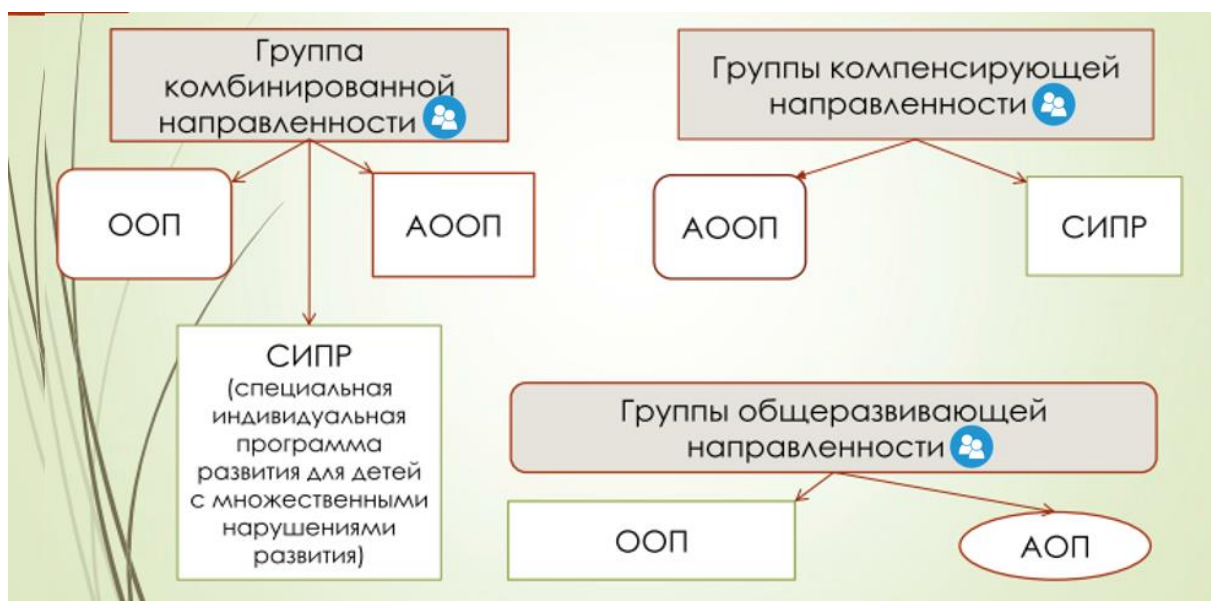 Группа
комбинированной
направленности
ООП
АООП
СИПР
(специальная
индивидуальная
программа
развития для детей
с множественными
нарушениями
развития)
Группы компенсирующей
направленности
АООП
СИПР
Группы общеразвивающей
направленности
ООП
АОП